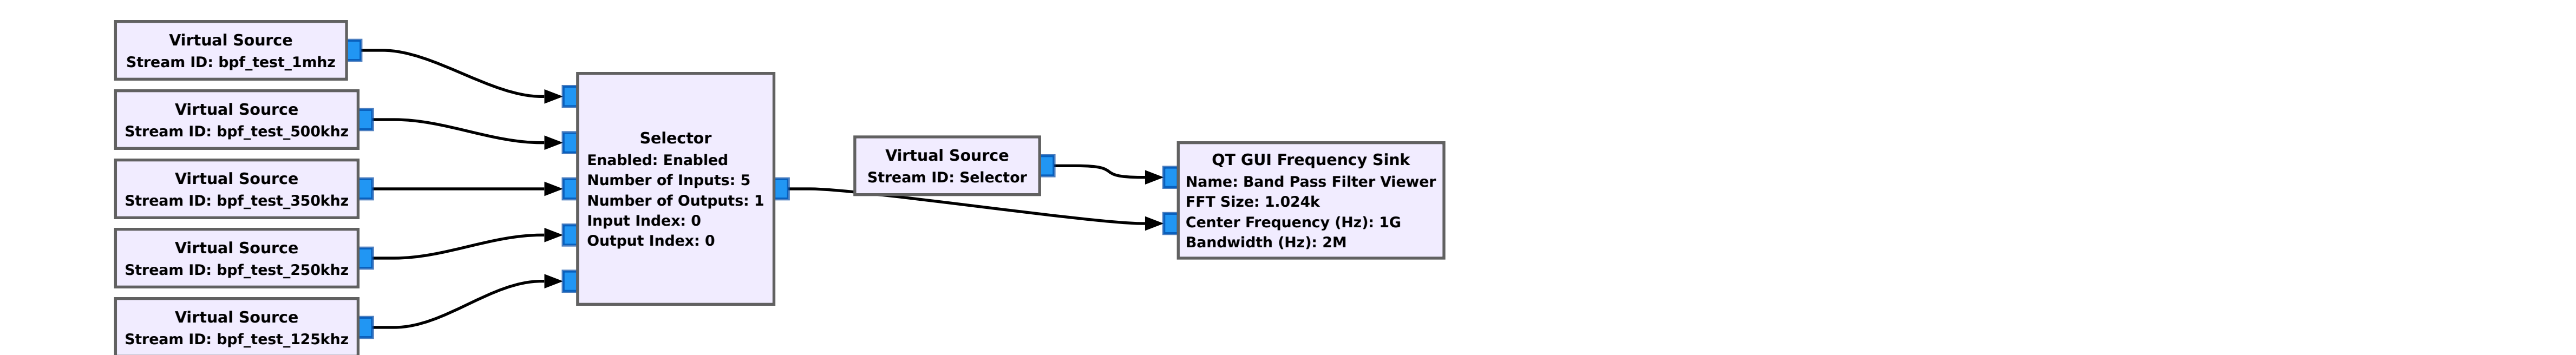 Virtual Source
Stream ID: bpf_test_1mhz
Virtual Source
Stream ID: bpf_test_500khz
Virtual Source
Stream ID: bpf_test_350khz
Virtual Source
Stream ID: bpf_test_250khz
Virtual Source
Stream ID: bpf_test_125khz
Selector
Enabled: Enabled
Number of Inputs: 5
Number of Outputs: 1
Input Index: 0
Output Index: 0
Virtual Source
Stream ID: Selector
QT GUI Frequency Sink
Name: Band Pass Filter Viewer
FFT Size: 1.024k
Center Frequency (Hz): 1G
Bandwidth (Hz): 2M